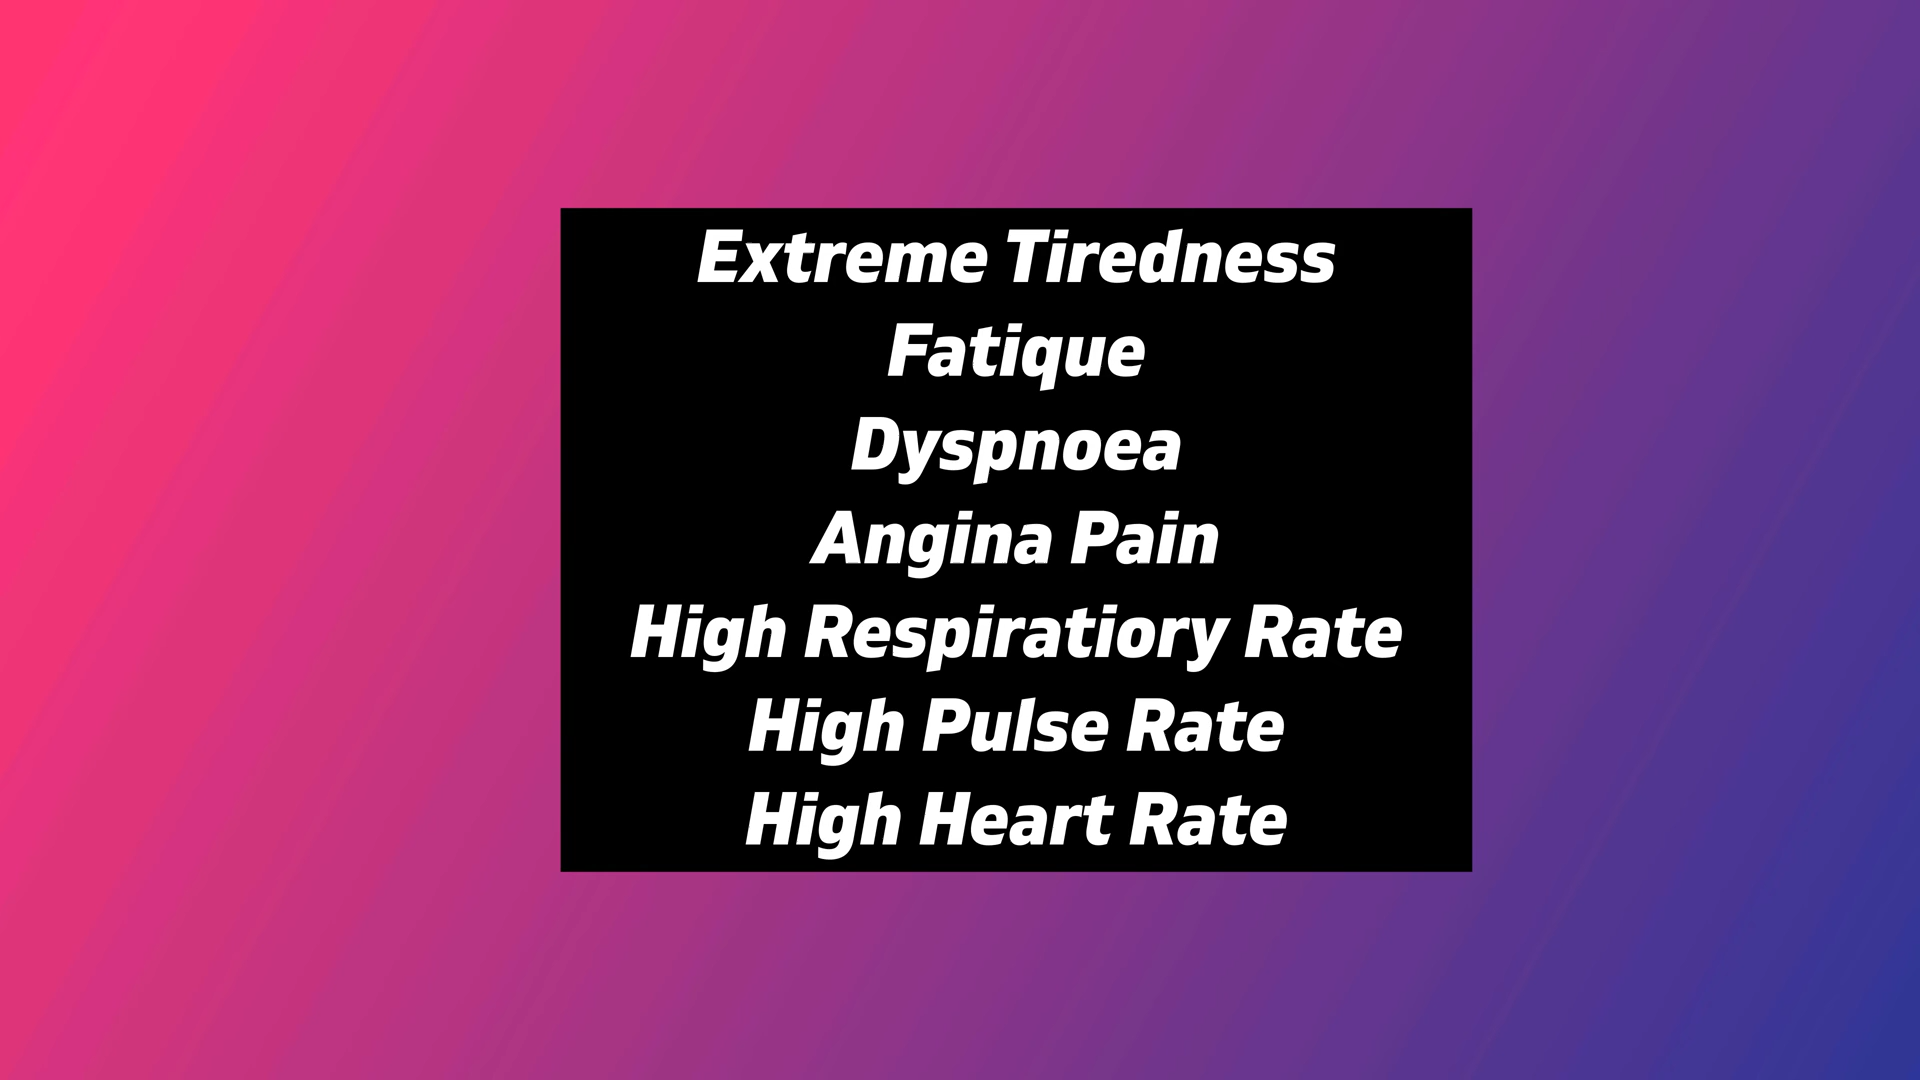 Extreme Tiredness
Fatique
Dyspnoea
Angina Pain
High Respiratiory Rate
High Pulse Rate
High Heart Rate